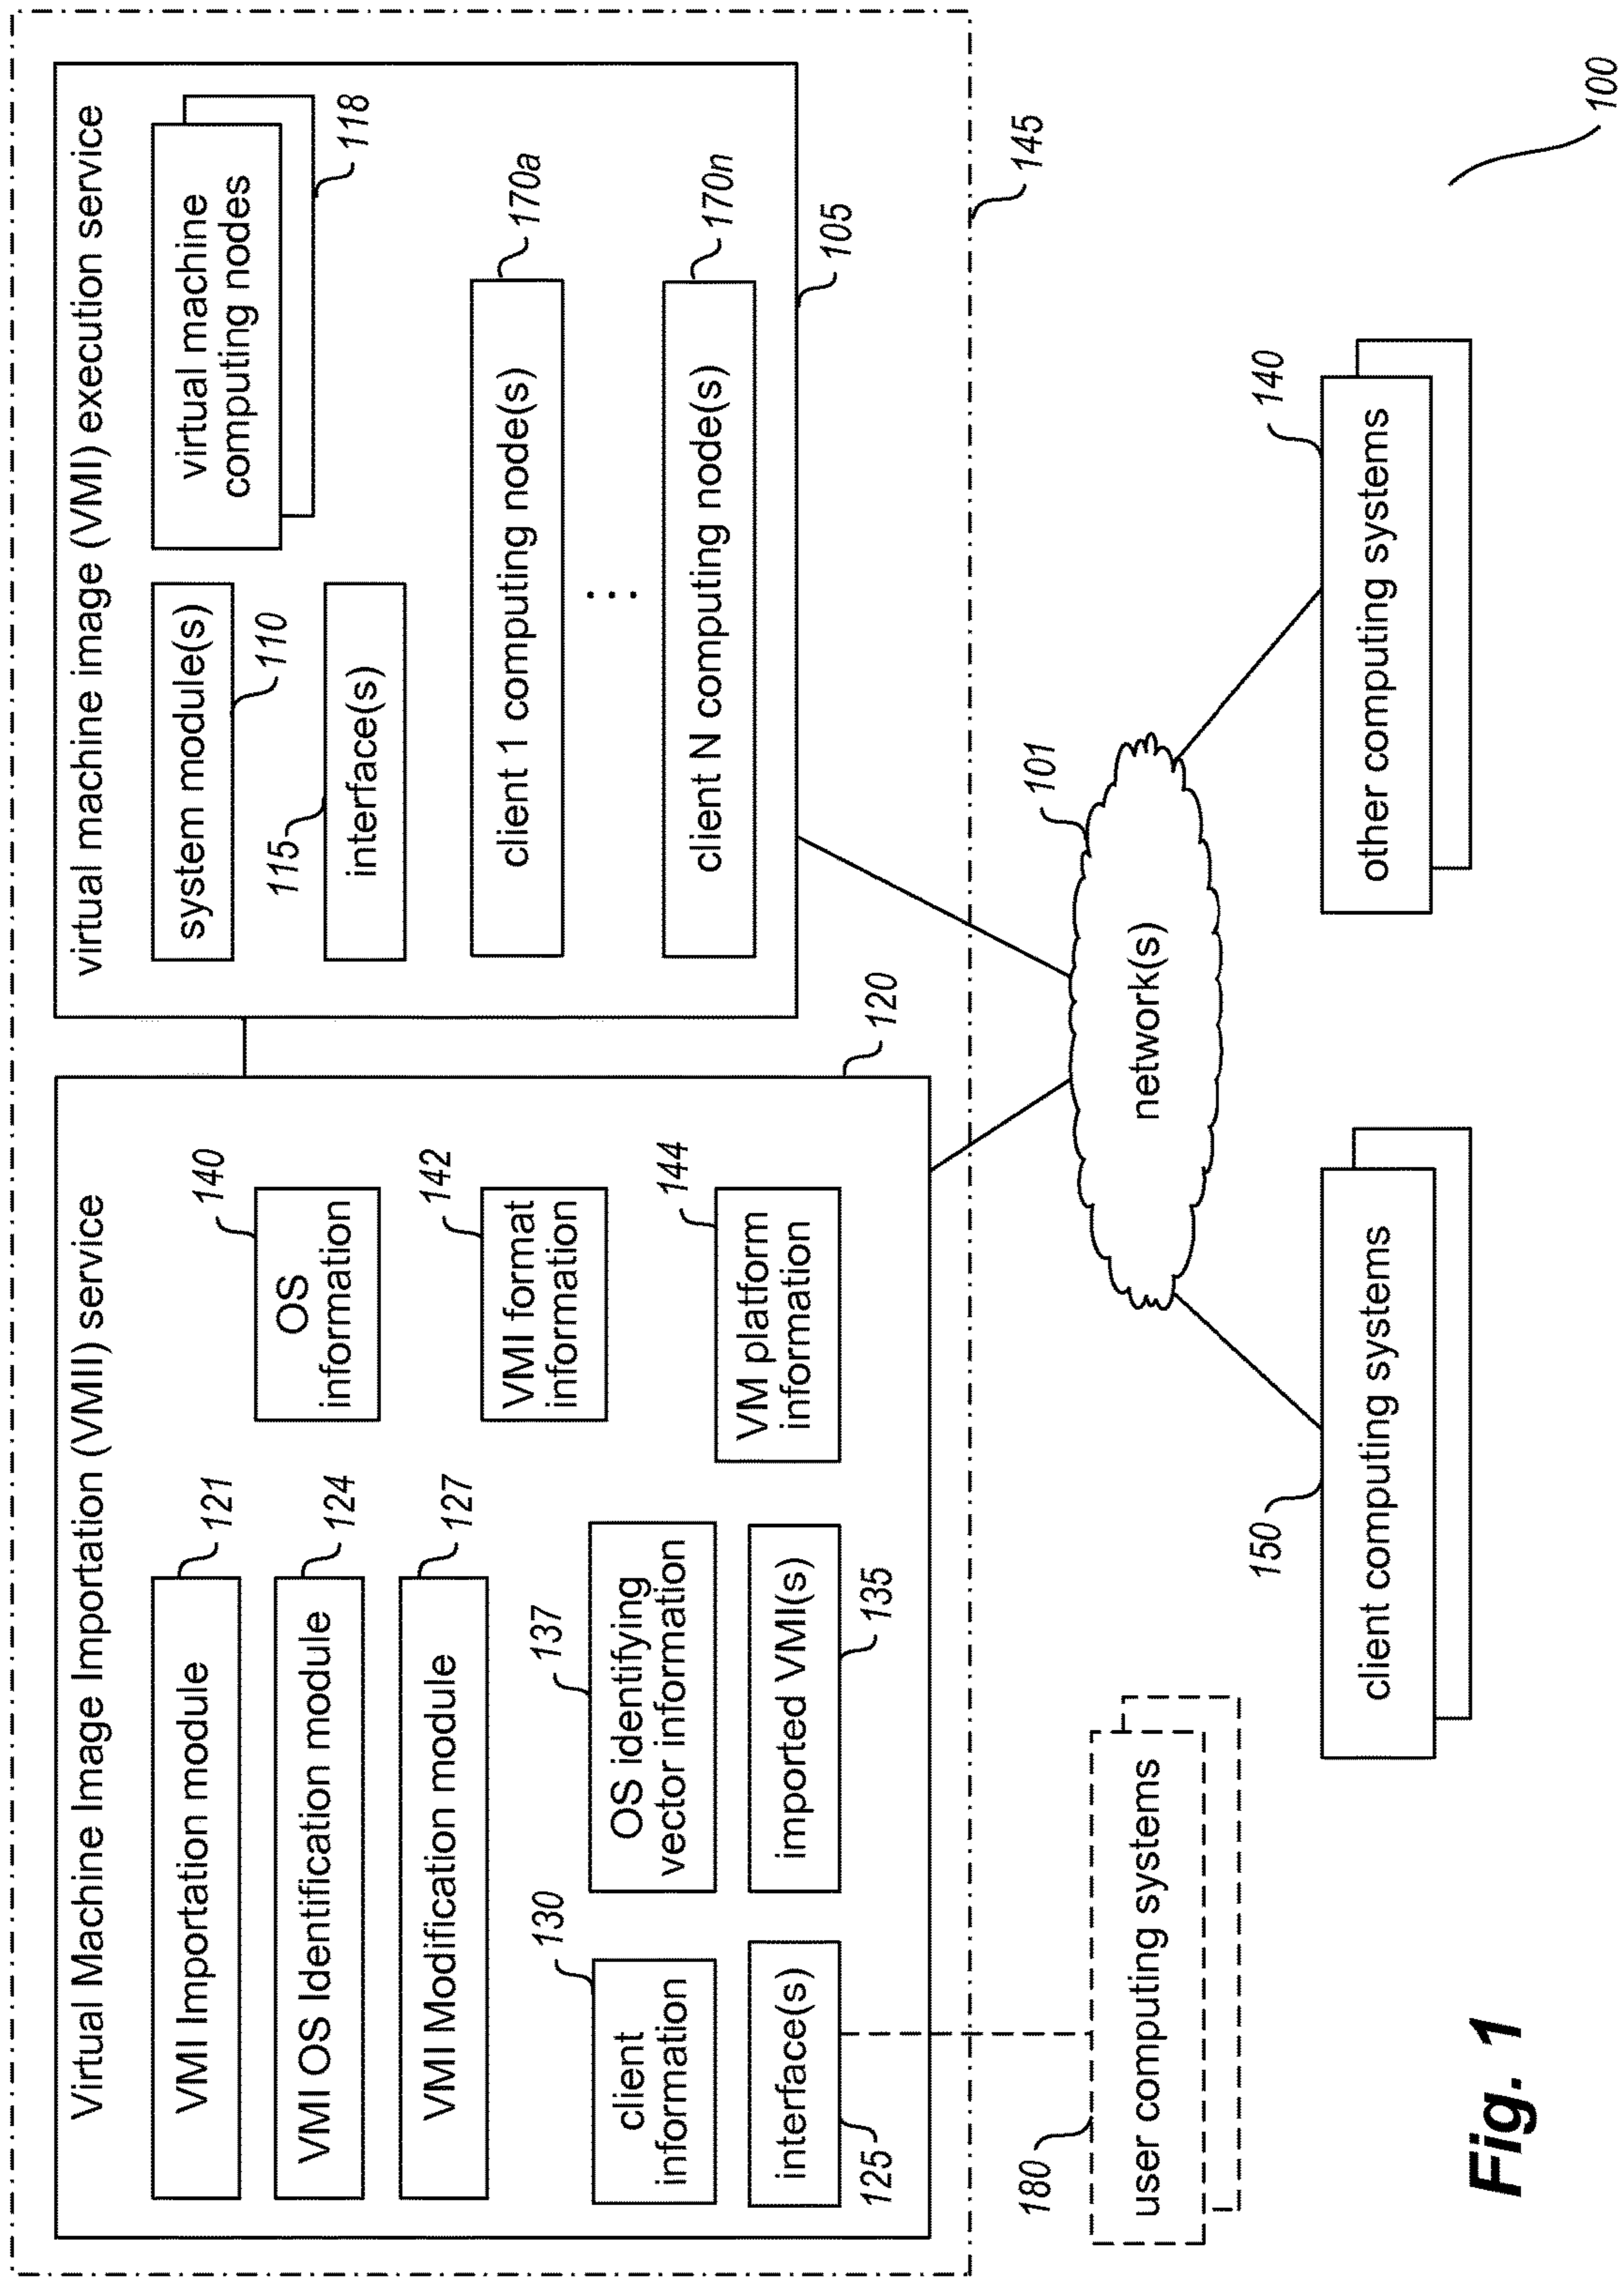 Virtual Machine Image Importation (VMII) service
VMI Importation module
121
VMI OS Identification module
124
VMI Modification module
127
OS
information
140
VMI format
information
142
VM platform
information
144
client
information
130
OS identifying
vector information
137
interface(s)
125
imported VMI(s)
135
120
virtual machine image (VMI) execution service
system module(s)
110
virtual machine
computing nodes
118
115
interface(s)
client 1 computing node(s)
170a
...
client N computing node(s)
170n
105
145
180
user computing systems
101
network(s)
150
client computing systems
140
other computing systems
100
Fig. 1